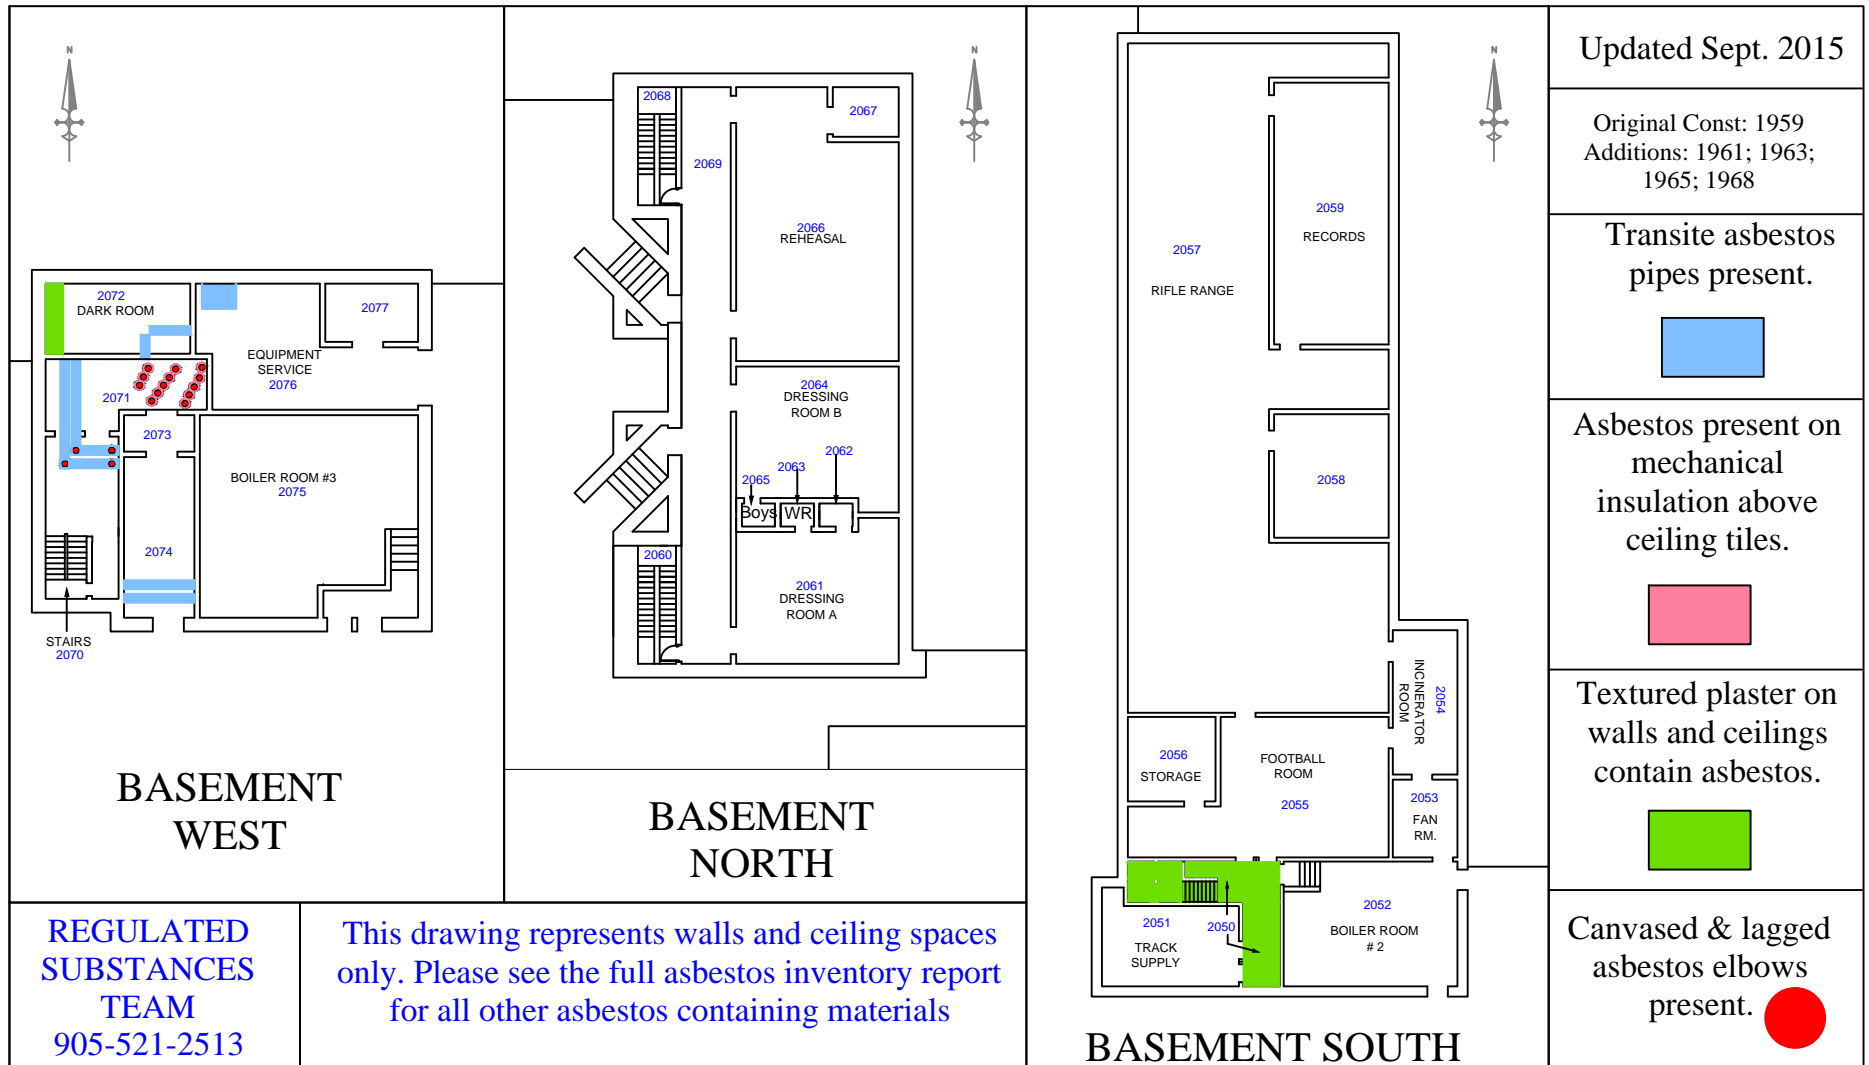 N
2072
DARK ROOM
2077
EQUIPMENT
SERVICE
2076
2071
2073
BOILER ROOM #3
2075
2074
STAIRS
2070
BASEMENT
WEST
N
2068
2067
2069
2066
REHEASAL
2064
DRESSING
ROOM B
2062
2063
2065
Boys
WR
2060
2061
DRESSING
ROOM A
BASEMENT
NORTH
N
2059
RECORDS
2057
RIFLE RANGE
2058
INCINERATOR
ROOM
2054
2056
STORAGE
FOOTBALL
ROOM
2055
2053
FAN
RM.
2051
TRACK
SUPPLY
2050
2052
BOILER ROOM
# 2
BASEMENT SOUTH
Updated Sept. 2015
Original Const: 1959
Additions: 1961; 1963;
1965; 1968
Transite asbestos
pipes present.
Asbestos present on
mechanical
insulation above
ceiling tiles.
Textured plaster on
walls and ceilings
contain asbestos.
Canvased & lagged
asbestos elbows
present.
REGULATED
SUBSTANCES
TEAM
905-521-2513
This drawing represents walls and ceiling spaces
only. Please see the full asbestos inventory report
for all other asbestos containing materials